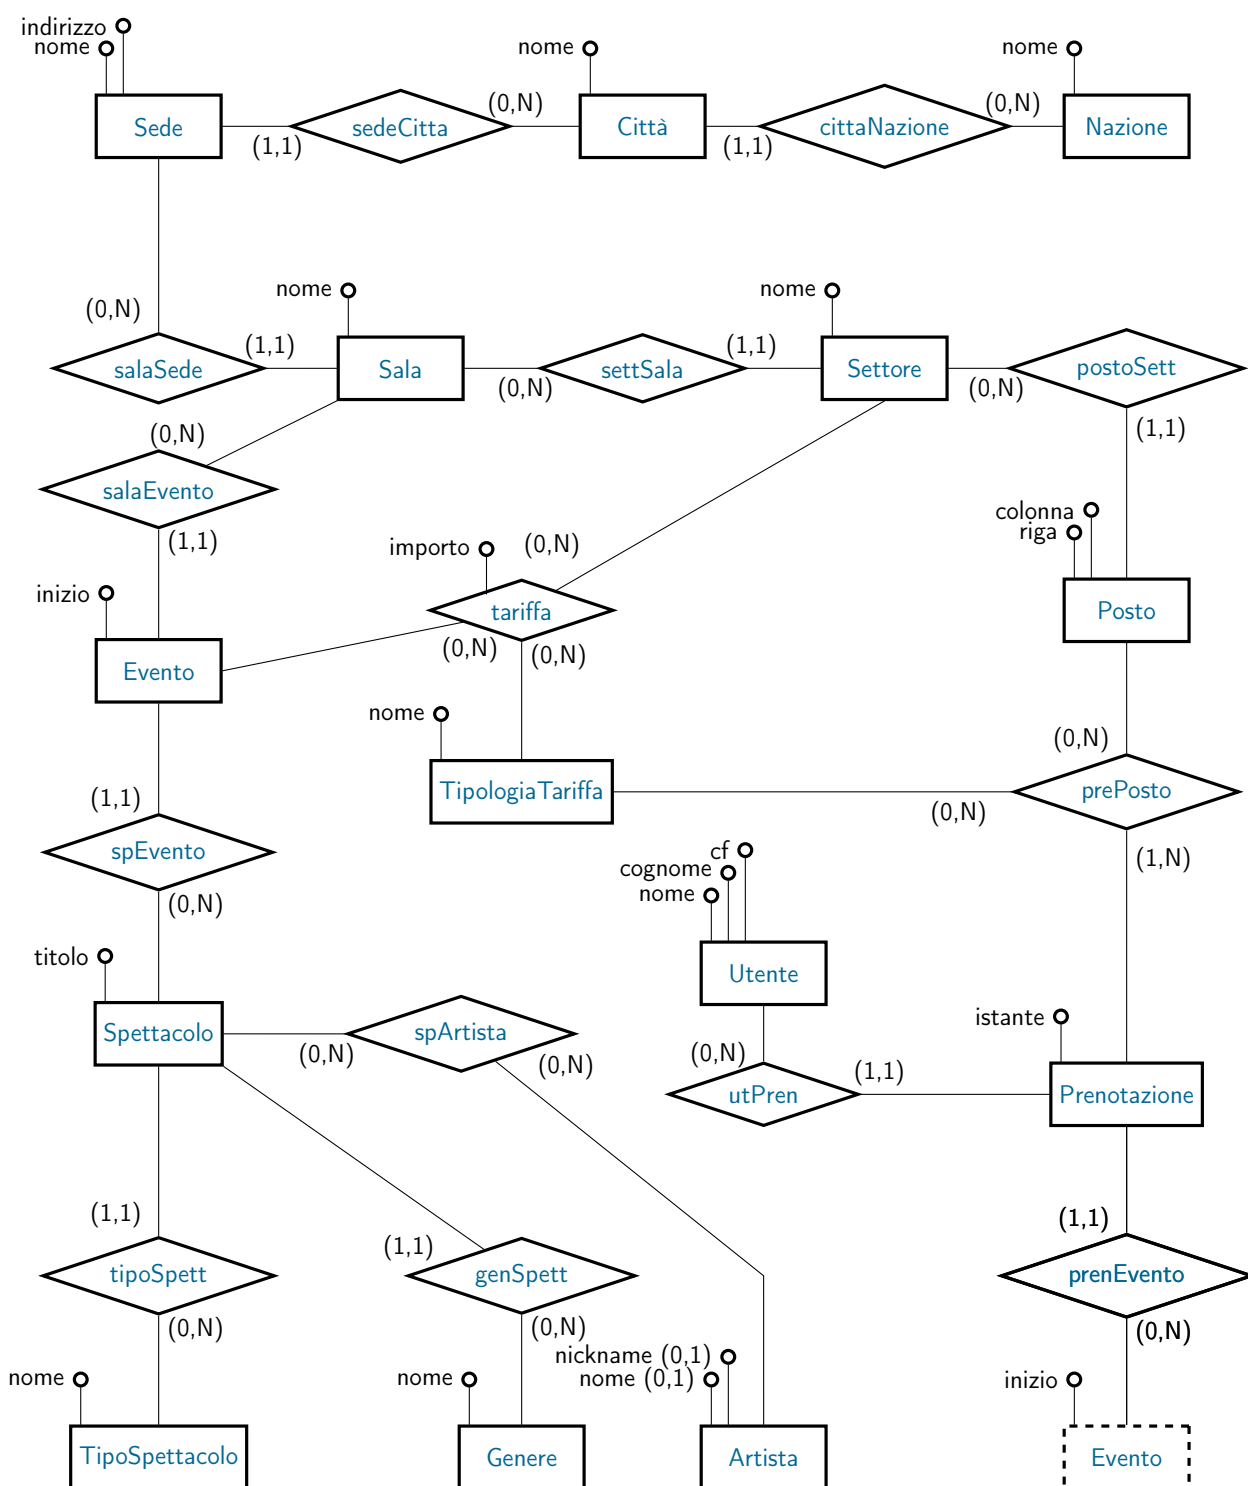 indirizzo
nome
nome
nome
Sede
(1,1)
sedeCitta
(0,N)
Città
(1,1)
cittaNazione
(0,N)
Nazione
(0,N)
nome
nome
salaSede
(1,1)
Sala
(0,N)
settSala
(1,1)
Settore
(0,N)
postoSett
(1,1)
(0,N)
salaEvento
(1,1)
colonna
riga
importo
(0,N)
inizio
tariffa
Posto
(0,N)
(0,N)
Evento
nome
(0,N)
TipologiaTariffa
(0,N)
prePosto
(1,N)
(1,1)
spEvento
(0,N)
cf
cognome
nome
Utente
titolo
Spettacolo
(0,N)
spArtista
(0,N)
istante
(0,N)
utPren
(1,1)
Prenotazione
(1,1)
tipoSpett
(0,N)
(1,1)
genSpett
(0,N)
(1,1)
prenEvento
(0,N)
nome
nome
nickname (0,1)
nome (0,1)
inizio
TipoSpettacolo
Genere
Artista
Evento